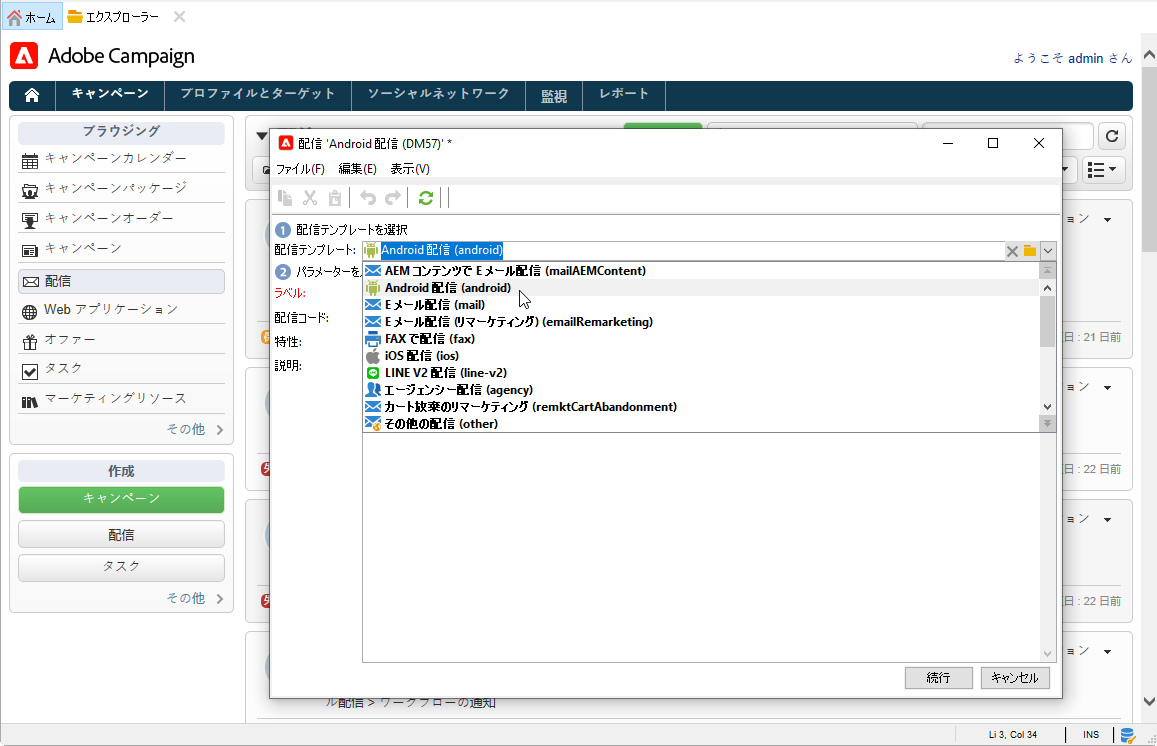 ホーム
エクスプローラー
Adobe Campaign
ようこそ admin さん
キャンペーン
プロファイルとターゲット
ソーシャルネットワーク
監視
レポート
ブラウジング
キャンペーンカレンダー
キャンペーンパッケージ
キャンペーンオーダー
キャンペーン
配信
Web アプリケーション
オファー
タスク
マーケティングリソース
その他
作成
キャンペーン
配信
タスク
その他
配信 'Android 配信 (DM57)' *
ファイル(F) 編集(E) 表示(V)
1 配信テンプレートを選択
配信テンプレート: Android 配信 (android)
2 パラメーターを
ラベル:
配信コード:
特性:
説明:
AEM コンテンツで E メール配信 (mailAEMContent)
Android 配信 (android)
E メール配信 (mail)
E メール配信 (リマーケティング) (emailRemarketing)
FAX で配信 (fax)
iOS 配信 (ios)
LINE V2 配信 (line-v2)
エージェンシー配信 (agency)
カート放棄のリマーケティング (remktCartAbandonment)
その他の配信 (other)
続行
キャンセル
ョン
日 : 21 日前
ョン
日 : 22 日前
ョン
日 : 22 日前
ョン
ル配信 > ワークフローの通知
Li 3, Col 34
INS